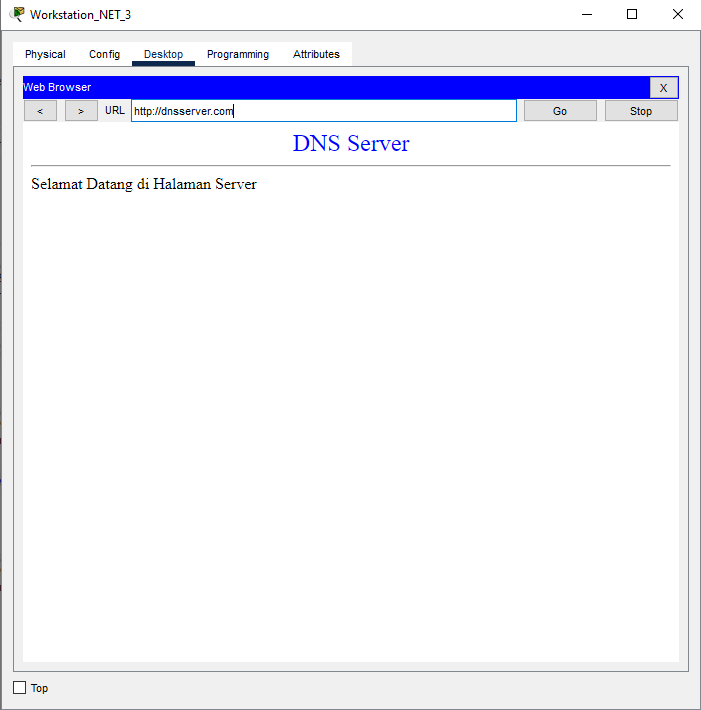 Workstation_NET_3
Physical Config Desktop Programming Attributes
Web Browser X
< > URL http://dnsserver.com Go Stop
DNS Server
Selamat Datang di Halaman Server
Top